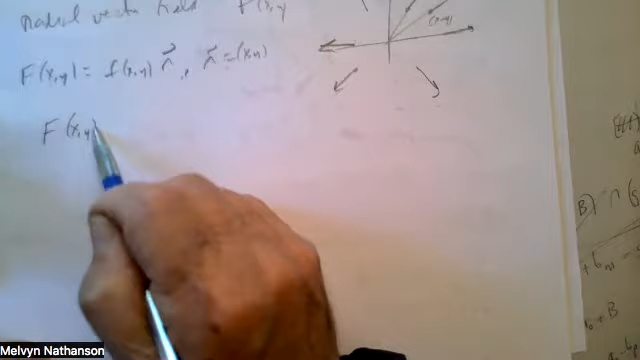 radial vector field F(x,y
(x,y)
F(x,y) = f(x,y) r⃗, r⃗ = (x,y)
F(x,y)
+ B
Melvyn Nathanson